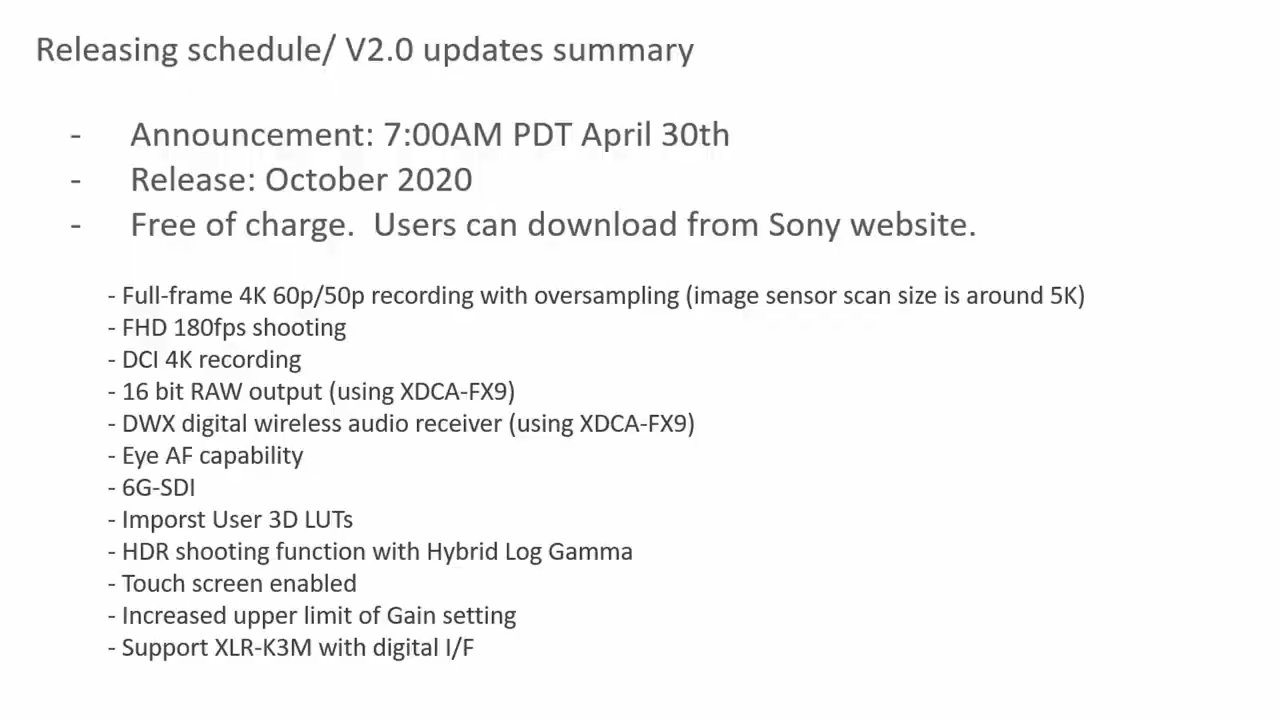 Releasing schedule/ V2.0 updates summary
- Announcement: 7:00AM PDT April 30th
- Release: October 2020
- Free of charge.  Users can download from Sony website.
- Full-frame 4K 60p/50p recording with oversampling (image sensor scan size is around 5K)
- FHD 180fps shooting
- DCI 4K recording
- 16 bit RAW output (using XDCA-FX9)
- DWX digital wireless audio receiver (using XDCA-FX9)
- Eye AF capability
- 6G-SDI
- Imporst User 3D LUTs
- HDR shooting function with Hybrid Log Gamma
- Touch screen enabled
- Increased upper limit of Gain setting
- Support XLR-K3M with digital I/F